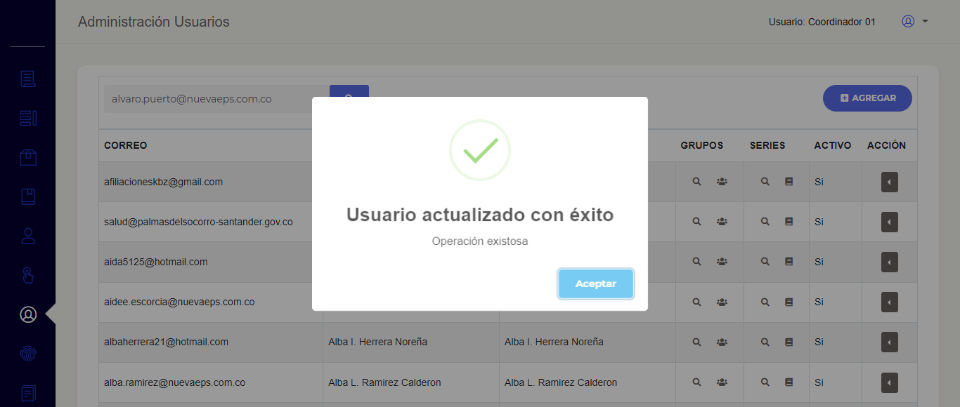 Administración Usuarios
Usuario: Coordinador 01
alvaro.puerto@nuevaeps.com.co
AGREGAR
CORREO GRUPOS SERIES ACTIVO ACCIÓN
afiliacioneskbz@gmail.com Si
salud@palmasdelsocorro-santander.gov.co Si
aida5125@hotmail.com Si
aidee.escorcia@nuevaeps.com.co Si
albaherrera21@hotmail.com Alba I. Herrera Noreña Alba I. Herrera Noreña Si
alba.ramirez@nuevaeps.com.co Alba L. Ramirez Calderon Alba L. Ramirez Calderon Si
Usuario actualizado con éxito
Operación existosa
Aceptar